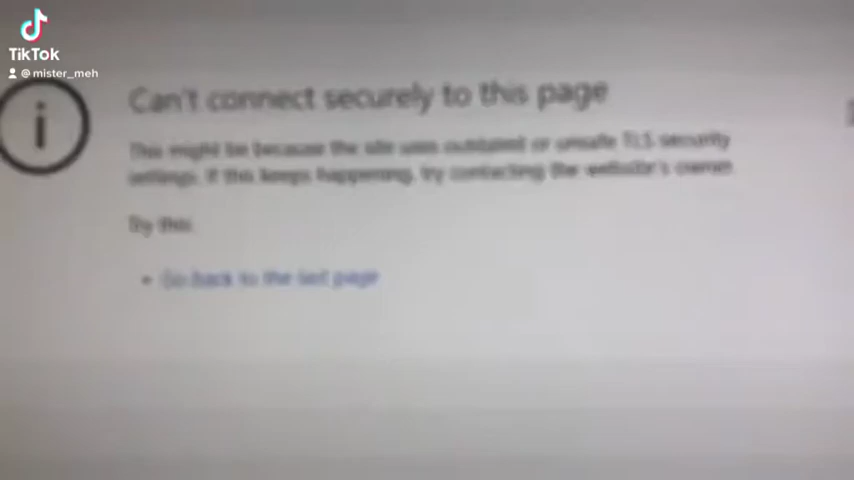 TikTok
@mister_meh
Can't connect securely to this page
This might be because the site uses outdated or unsafe TLS security
settings. If this keeps happening, try contacting the website's owner.
Try this:
Go back to the last page